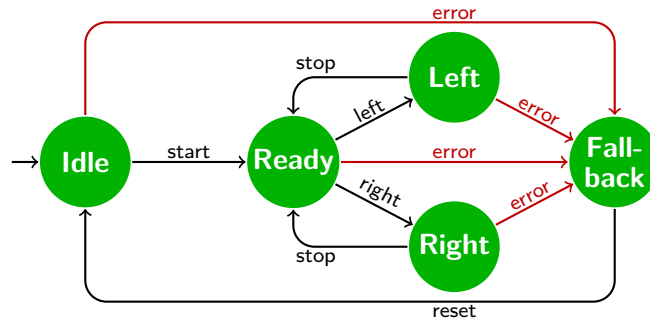 error
stop
Left
left
error
Idle
start
Ready
error
Fall-
back
right
error
Right
stop
reset